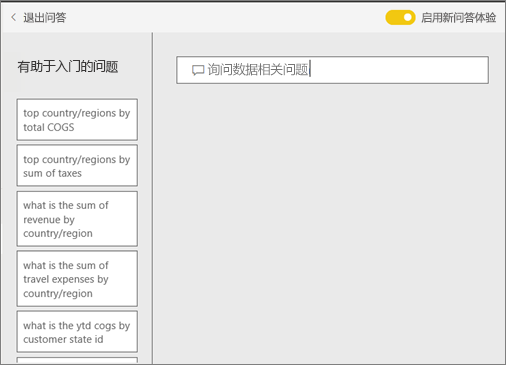 退出问答
启用新问答体验
有助于入门的问题
询问数据相关问题
top country/regions by
total COGS
top country/regions by
sum of taxes
what is the sum of
revenue by
country/region
what is the sum of
travel expenses by
country/region
what is the ytd cogs by
customer state id